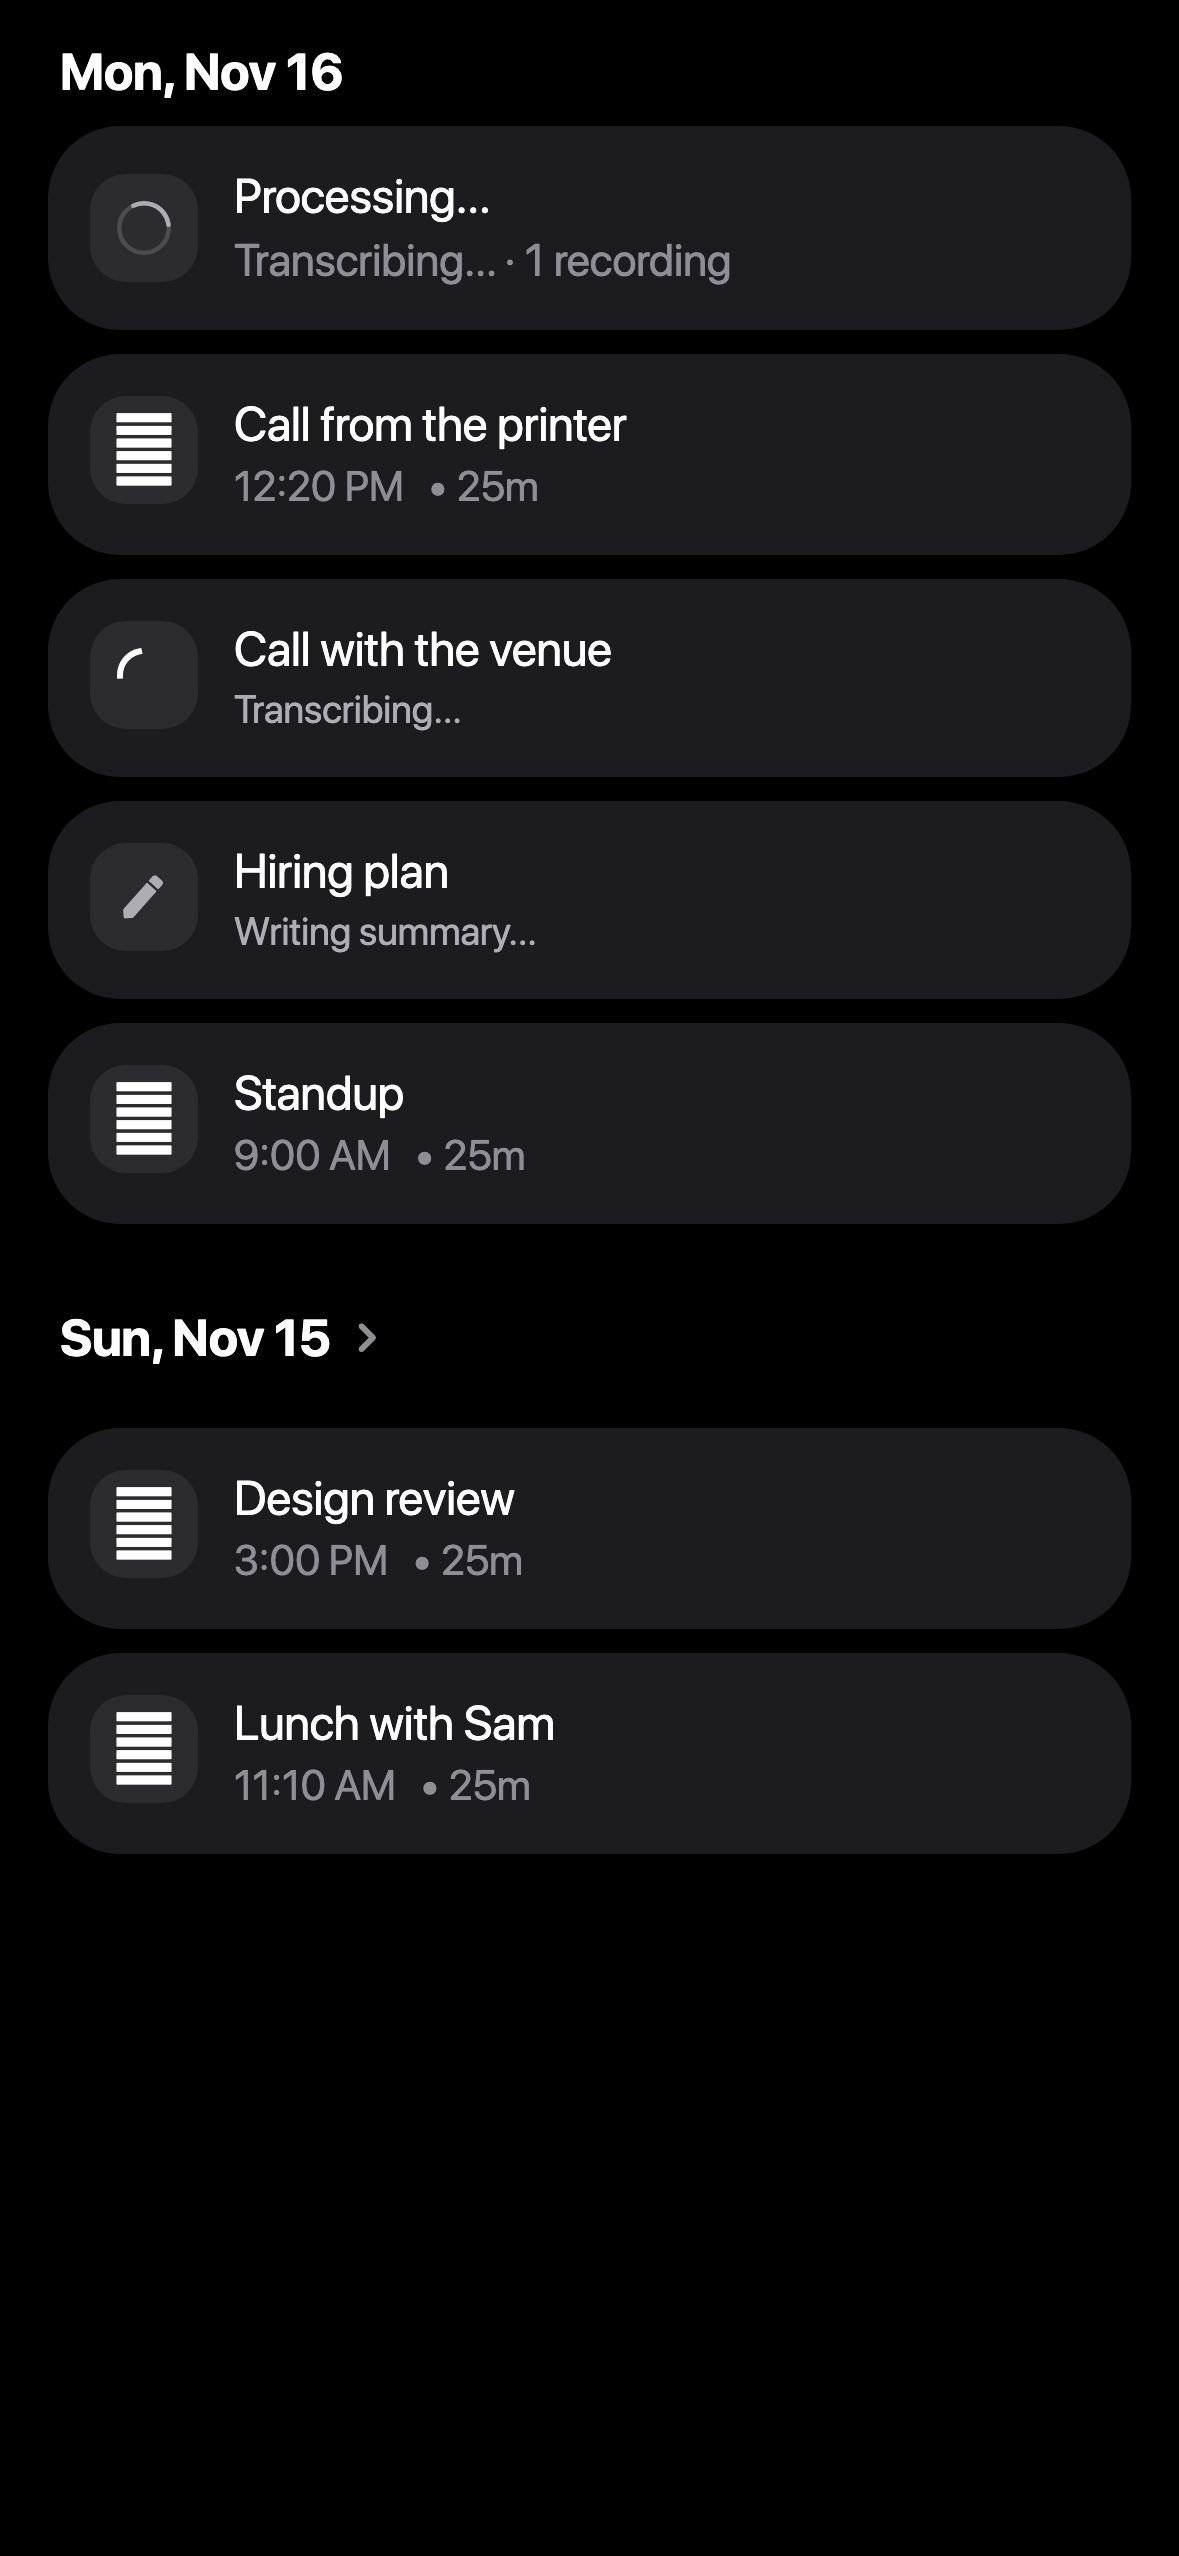 Mon, Nov 16
Processing...
Transcribing... · 1 recording
Call from the printer
12:20 PM • 25m
Call with the venue
Transcribing...
Hiring plan
Writing summary...
Standup
9:00 AM • 25m
Sun, Nov 15
Design review
3:00 PM • 25m
Lunch with Sam
11:10 AM • 25m